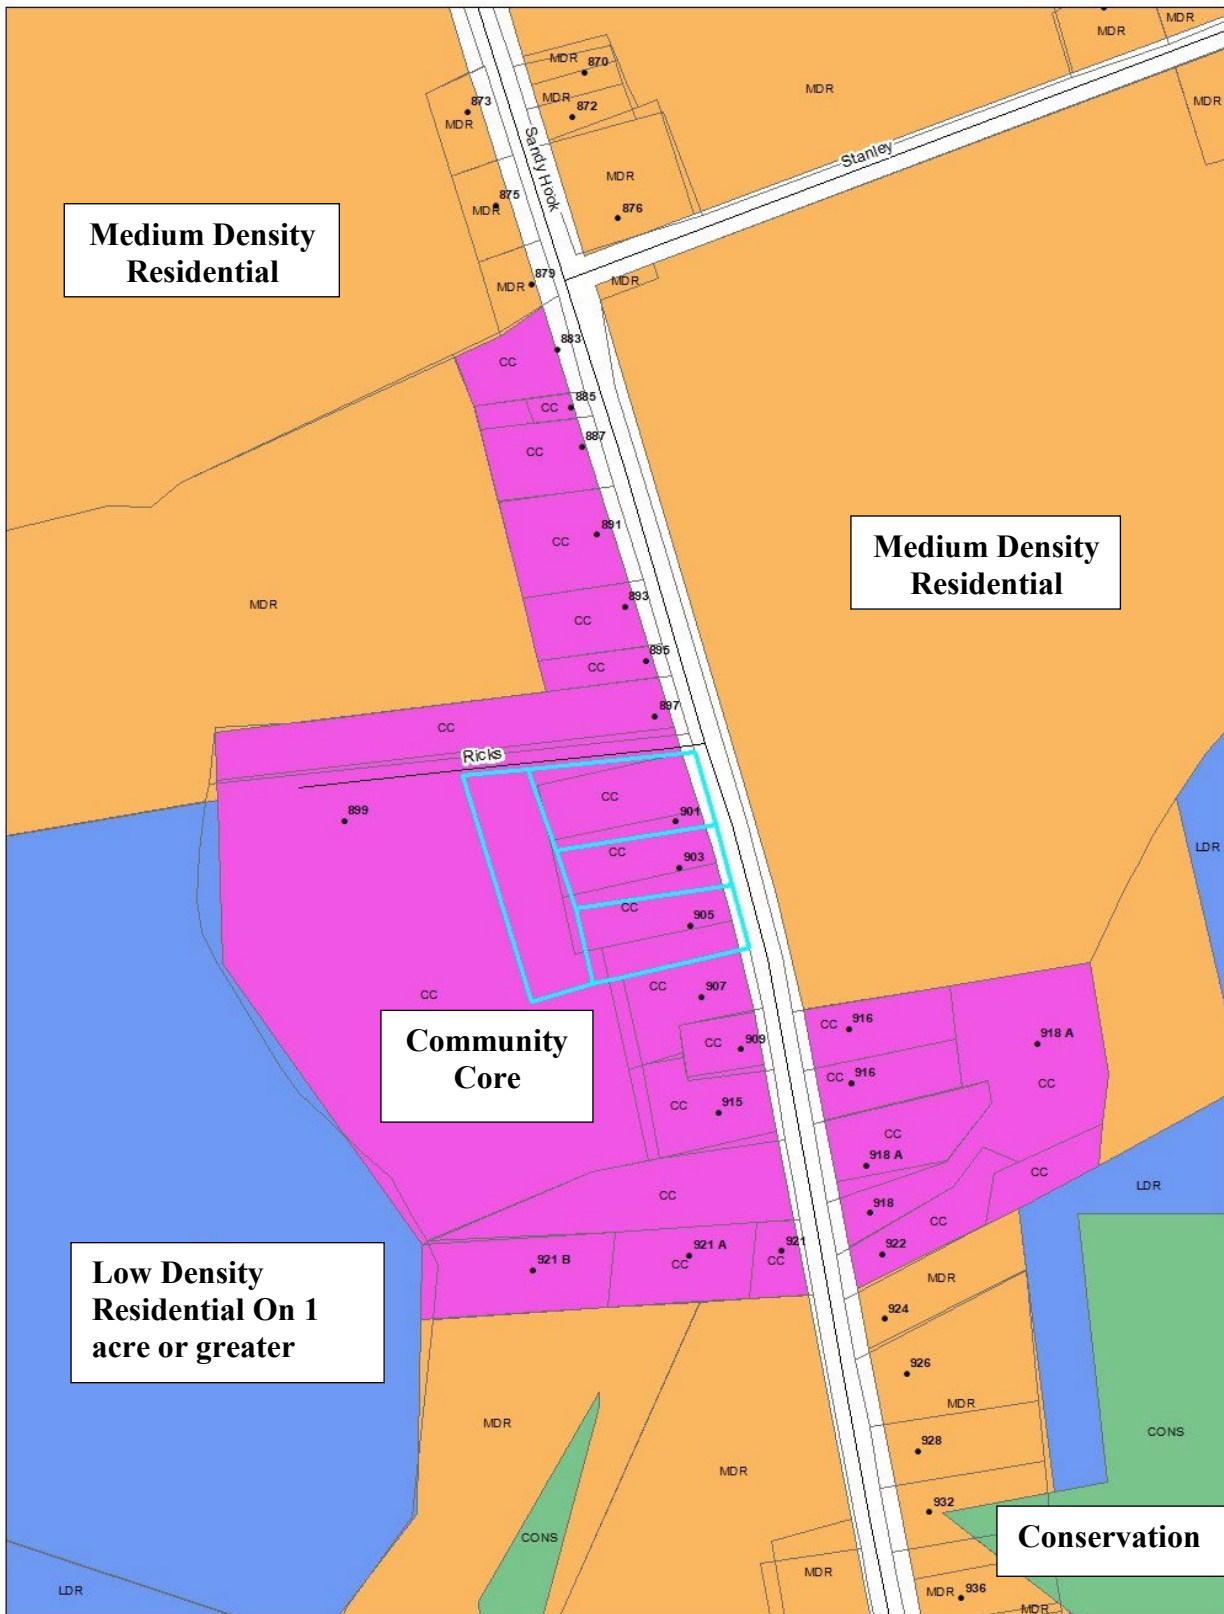 MDR
MDR
MDR
870
MDR
873
MDR
872
MDR
MDR
MDR
Sandy Hook
Stanley
MDR
875
MDR
876
Medium Density
Residential
879
MDR
MDR
883
CC
885
CC
887
CC
891
CC
Medium Density
Residential
MDR
893
CC
895
CC
897
CC
Ricks
CC
899
901
CC
903
LDR
CC
905
CC
CC
907
Community
Core
CC
916
CC
909
918 A
CC
916
CC
CC
915
CC
918 A
CC
LDR
CC
918
CC
921
921 A
CC
CC
922
921 B
Low Density
Residential On 1
acre or greater
MDR
924
926
MDR
MDR
928
CONS
MDR
932
CONS
Conservation
MDR
LDR
MDR
936
MDR